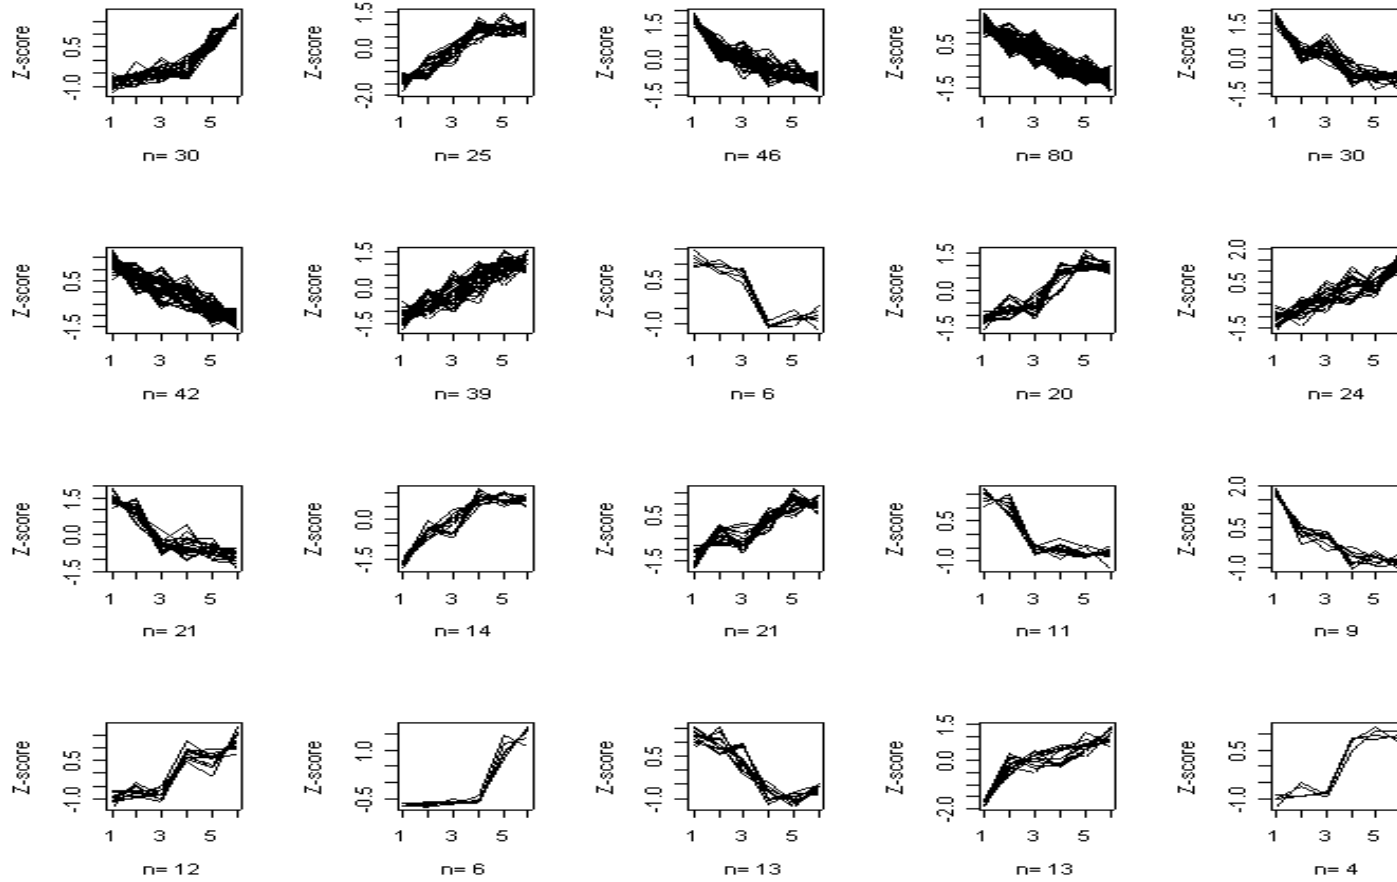 Z-score -1.0 0.5 1 3 5 n= 30
Z-score -2.0 0.0 1.5 1 3 5 n= 25
Z-score -1.5 0.0 1.5 1 3 5 n= 46
Z-score -1.5 0.0 1.5 1 3 5 n= 80
Z-score -1.5 0.0 1.5 1 3 5 n= 30
Z-score -1.5 0.5 1 3 5 n= 42
Z-score -1.5 0.0 1.5 1 3 5 n= 39
Z-score -1.0 0.5 1 3 5 n= 6
Z-score -1.5 0.0 1.5 1 3 5 n= 20
Z-score -1.5 0.5 2.0 1 3 5 n= 24
Z-score -1.5 0.0 1.5 1 3 5 n= 21
Z-score -1.5 0.0 1 3 5 n= 14
Z-score -1.5 0.5 1 3 5 n= 21
Z-score -1.0 0.5 1 3 5 n= 11
Z-score -1.0 0.5 2.0 1 3 5 n= 9
Z-score -1.0 0.5 1 3 5 n= 12
Z-score -0.5 1.0 1 3 5 n= 6
Z-score -1.0 0.5 1 3 5 n= 13
Z-score -2.0 0.0 1.5 1 3 5 n= 13
Z-score -1.0 0.5 1 3 5 n= 4